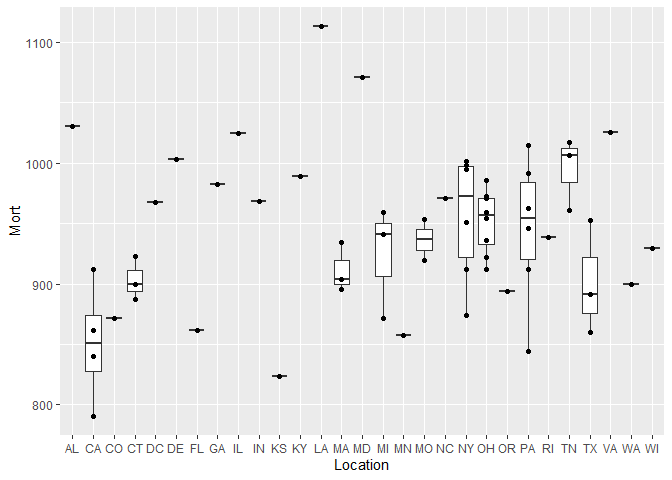 1100
1000
900
800
Mort
AL CA CO CT DC DE FL GA IL IN KS KY LA MA MD MI MN MO NC NY OH OR PA RI TN TX VA WA WI
Location